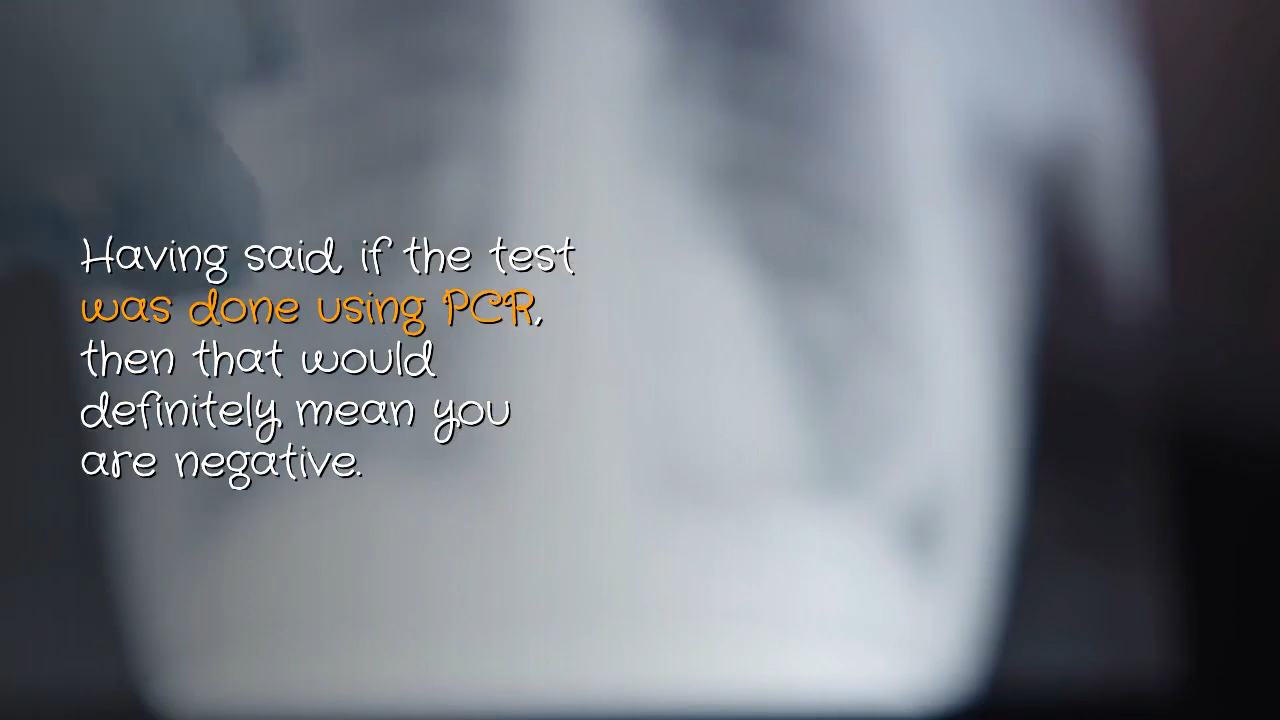 Having said, if the test
was done using PCR,
then that would
definitely mean you
are negative.